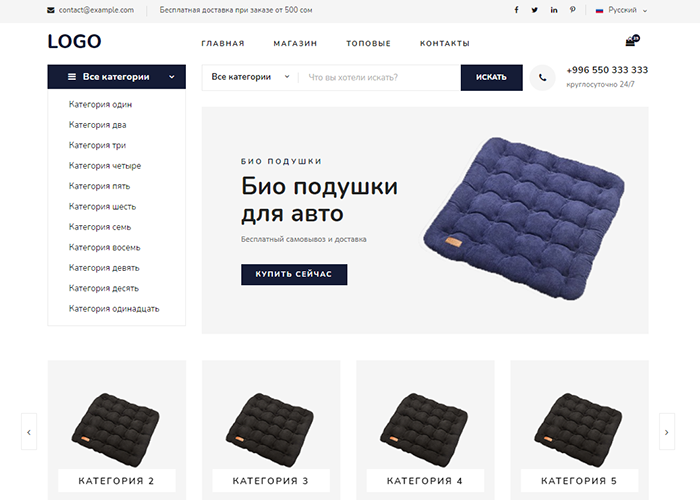 contact@example.com
Бесплатная доставка при заказе от 500 сом
Русский
LOGO
ГЛАВНАЯ
МАГАЗИН
ТОПОВЫЕ
КОНТАКТЫ
Все категории
Все категории
Что вы хотели искать?
ИСКАТЬ
+996 550 333 333
круглосуточно 24/7
Категория один
Категория два
Категория три
Категория четыре
Категория пять
Категория шесть
Категория семь
Категория восемь
Категория девять
Категория десять
Категория одинадцать
БИО ПОДУШКИ
Био подушки
для авто
Бесплатный самовывоз и доставка
КУПИТЬ СЕЙЧАС
КАТЕГОРИЯ 2
КАТЕГОРИЯ 3
КАТЕГОРИЯ 4
КАТЕГОРИЯ 5